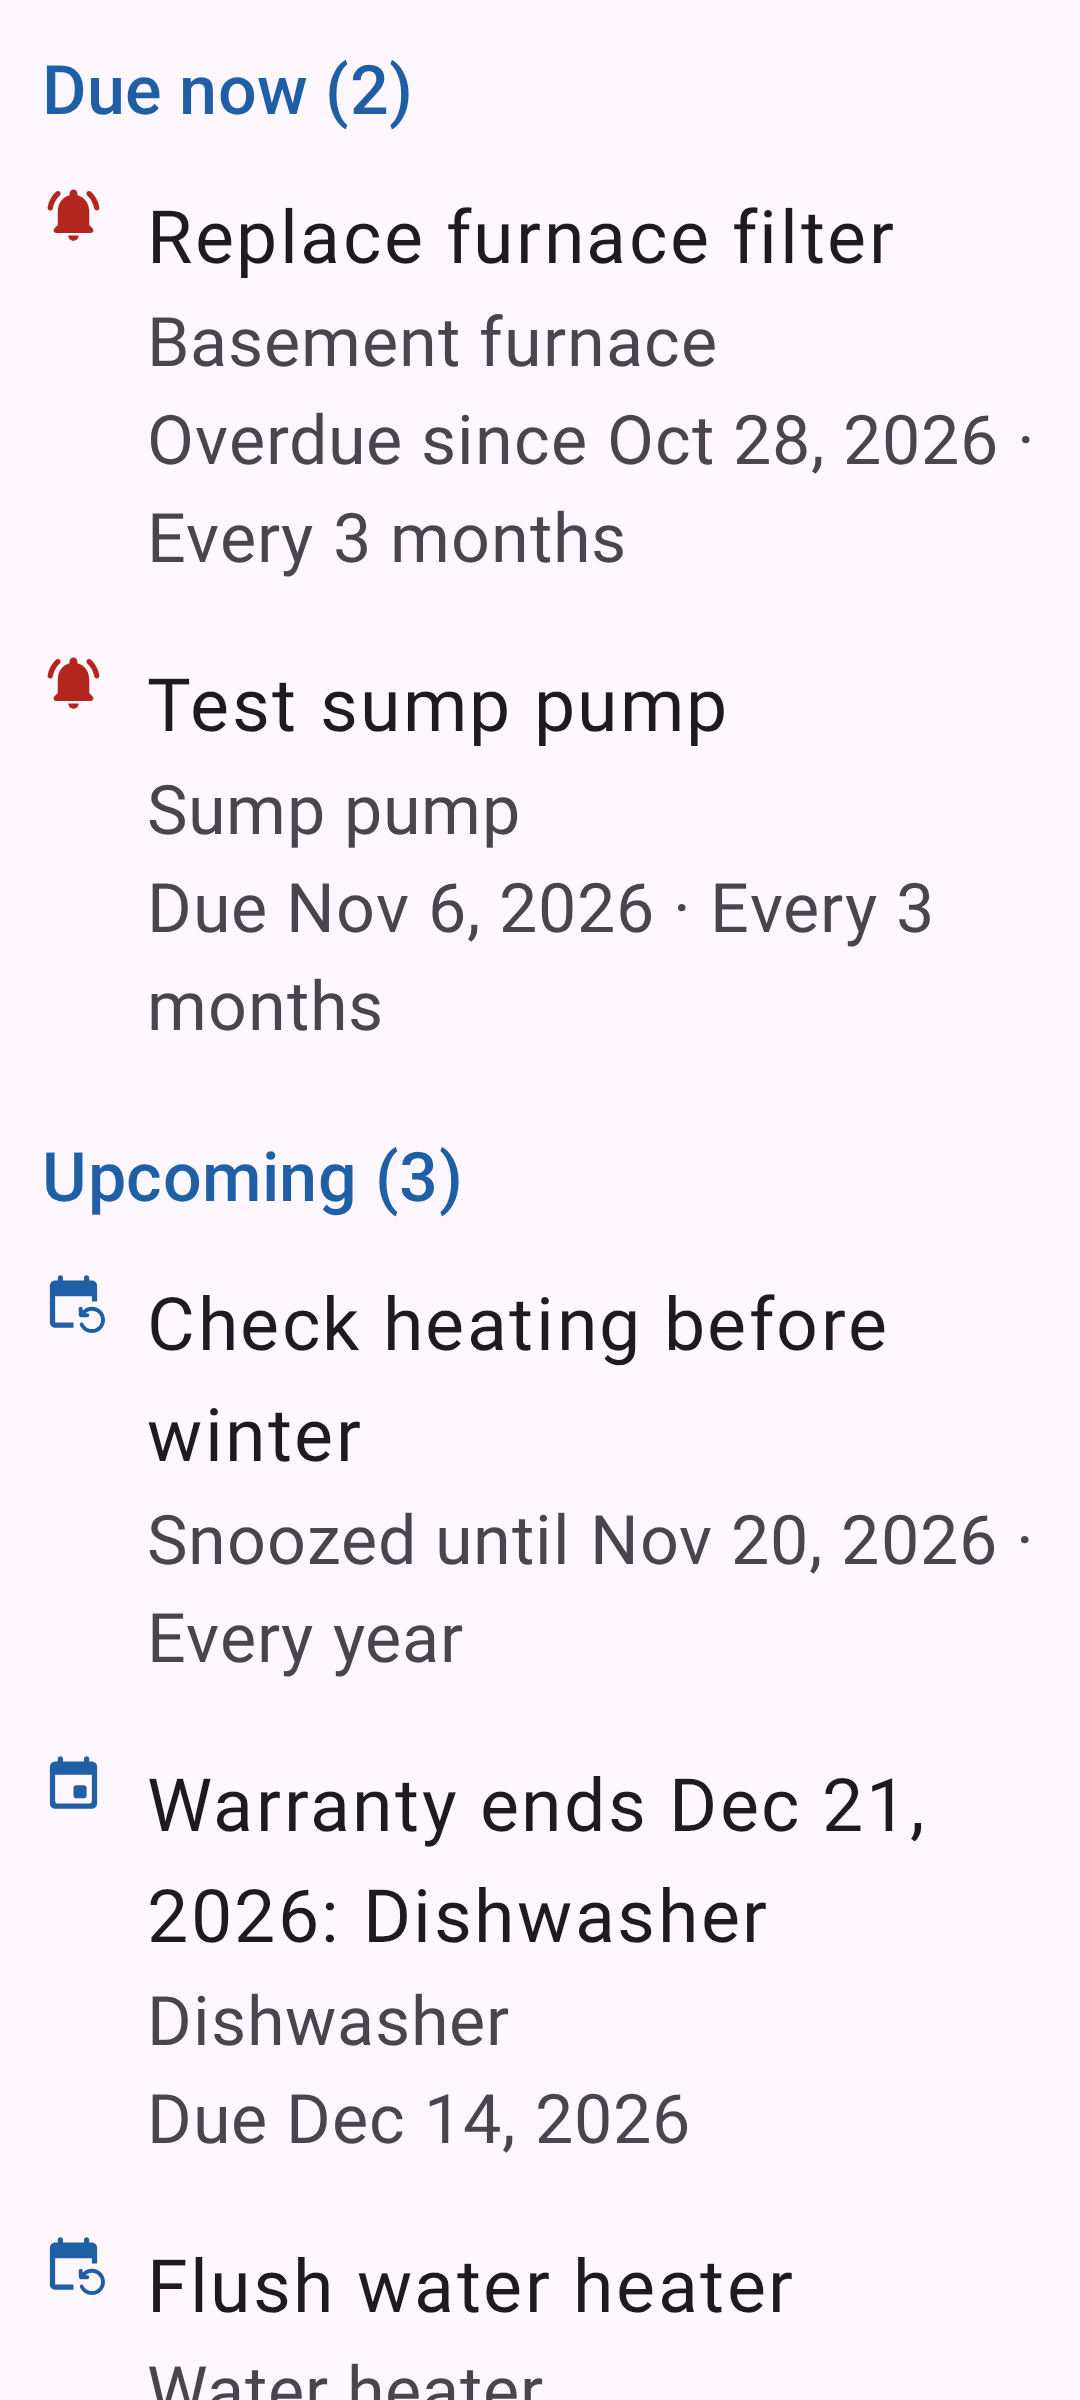 Due now (2)
Replace furnace filter
Basement furnace
Overdue since Oct 28, 2026 ·
Every 3 months
Test sump pump
Sump pump
Due Nov 6, 2026 · Every 3
months
Upcoming (3)
Check heating before
winter
Snoozed until Nov 20, 2026 ·
Every year
Warranty ends Dec 21,
2026: Dishwasher
Dishwasher
Due Dec 14, 2026
Flush water heater
Water heater